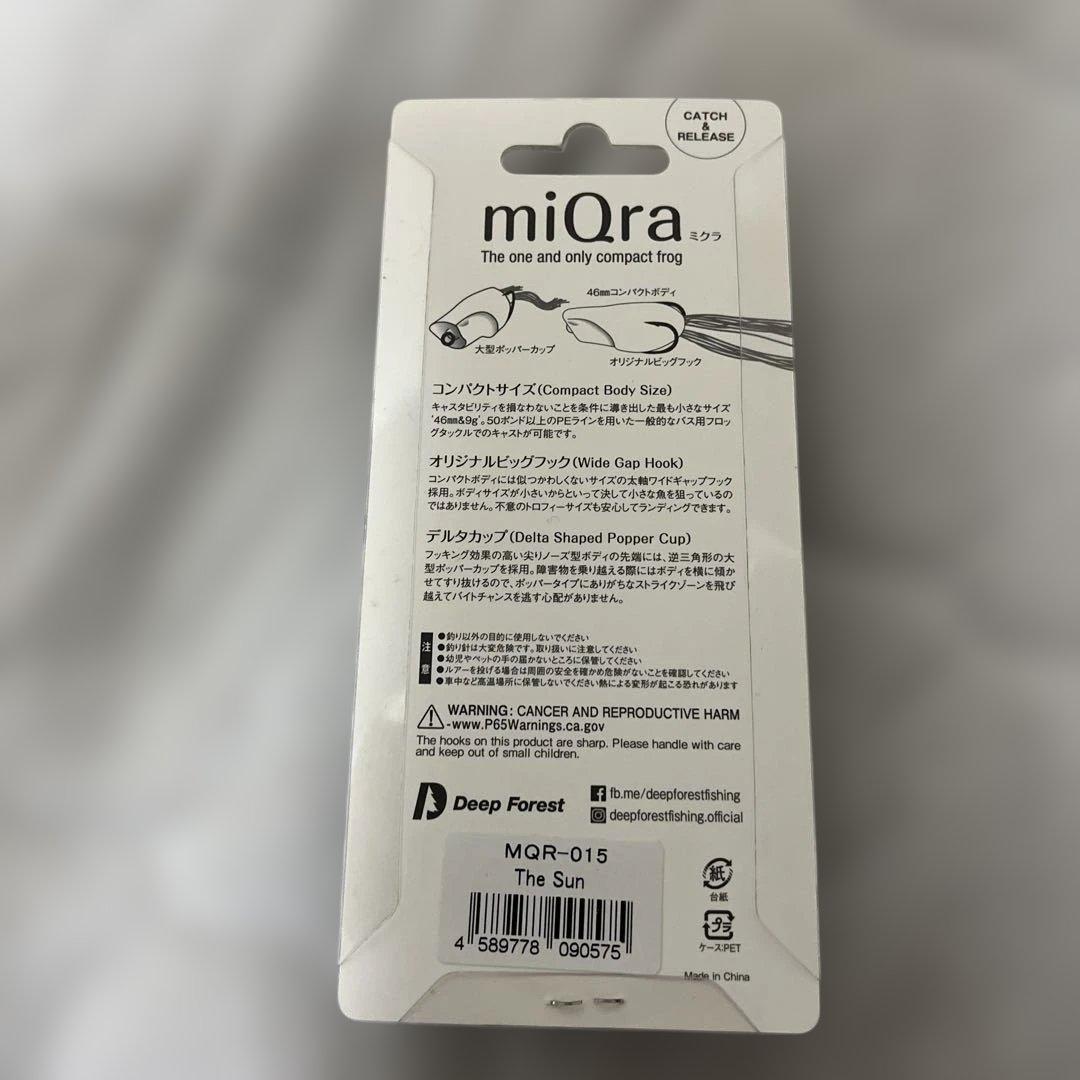 CATCH
&
RELEASE
miQra ミクラ
The one and only compact frog
46㎜コンパクトボディ
大型ポッパーカップ
オリジナルビッグフック
コンパクトサイズ(Compact Body Size)
キャスタビリティを損なわないことを条件に導き出した最も小さなサイズ
'46㎜&9g'。50ポンド以上のPEラインを用いた一般的なバス用フロッ
グタックルでのキャストが可能です。
オリジナルビッグフック(Wide Gap Hook)
コンパクトボディには似つかわしくないサイズの太軸ワイドギャップフック
採用。ボディサイズが小さいからといって決して小さな魚を狙っているの
ではありません。不意のトロフィーサイズも安心してランディングできます。
デルタカップ(Delta Shaped Popper Cup)
フッキング効果の高い尖りノーズ型ボディの先端には、逆三角形の大
型ポッパーカップを採用。障害物を乗り越える際にはボディを横に傾か
せてすり抜けるので、ポッパータイプにありがちなストライクゾーンを飛び
越えてバイトチャンスを逃す心配がありません。
注意
●釣り以外の目的に使用しないでください
●釣り針は大変危険です。取り扱いに注意してください
●幼児やペットの手の届かないところに保管してください
●ルアーを投げる場合は周囲の安全を確かめ危険がないことを確認してください
●車中など高温場所に保管しないでください熱による変形が起こる恐れがあります
WARNING: CANCER AND REPRODUCTIVE HARM
-www.P65Warnings.ca.gov
The hooks on this product are sharp. Please handle with care
and keep out of small children.
Deep Forest
fb.me/deepforestfishing
deepforestfishing.official
MQR-015
The Sun
4 589778 090575
紙
台紙
プラ
ケース:PET
Made in China